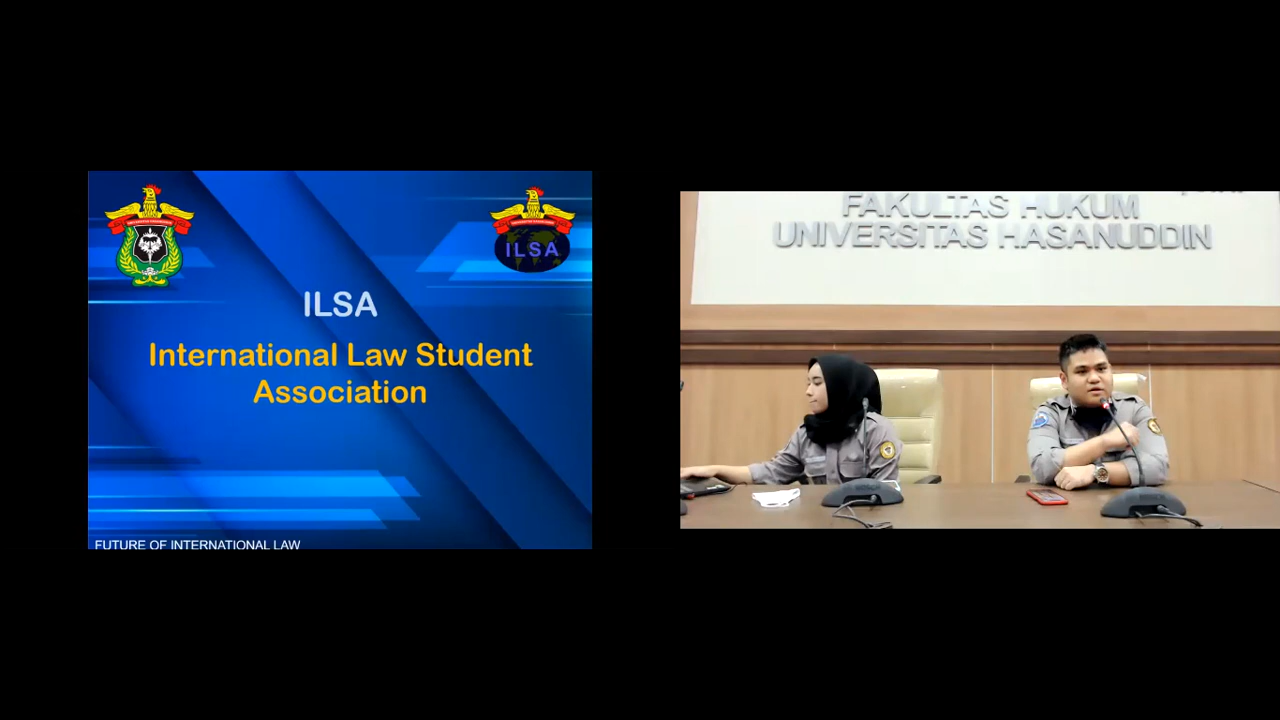 ILSA
ILSA
International Law Student
Association
FUTURE OF INTERNATIONAL LAW
FAKULTAS HUKUM
UNIVERSITAS HASANUDDIN